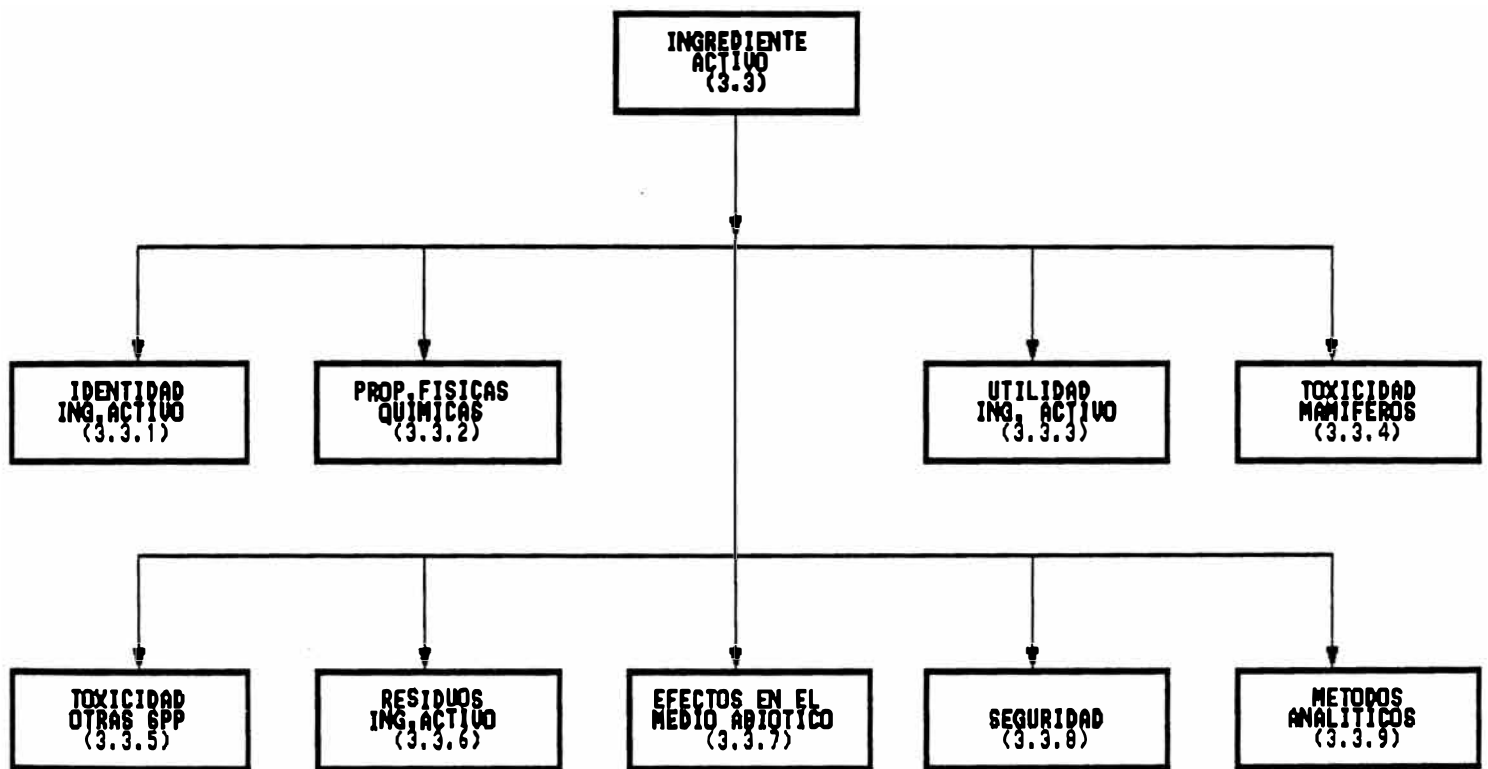 INGREDIENTE
ACTIVO
(3.3)
IDENTIDAD
ING.ACTIVO
(3.3.1)
PROP.FISICAS
QUIMICAS
(3.3.2)
UTILIDAD
ING. ACTIVO
(3.3.3)
TOXICIDAD
MAMIFEROS
(3.3.4)
TOXICIDAD
OTRAS SPP
(3.3.5)
RESIDUOS
ING.ACTIVO
(3.3.6)
EFECTOS EN EL
MEDIO ABIOTICO
(3.3.7)
SEGURIDAD
(3.3.8)
METODOS
ANALITICOS
(3.3.9)